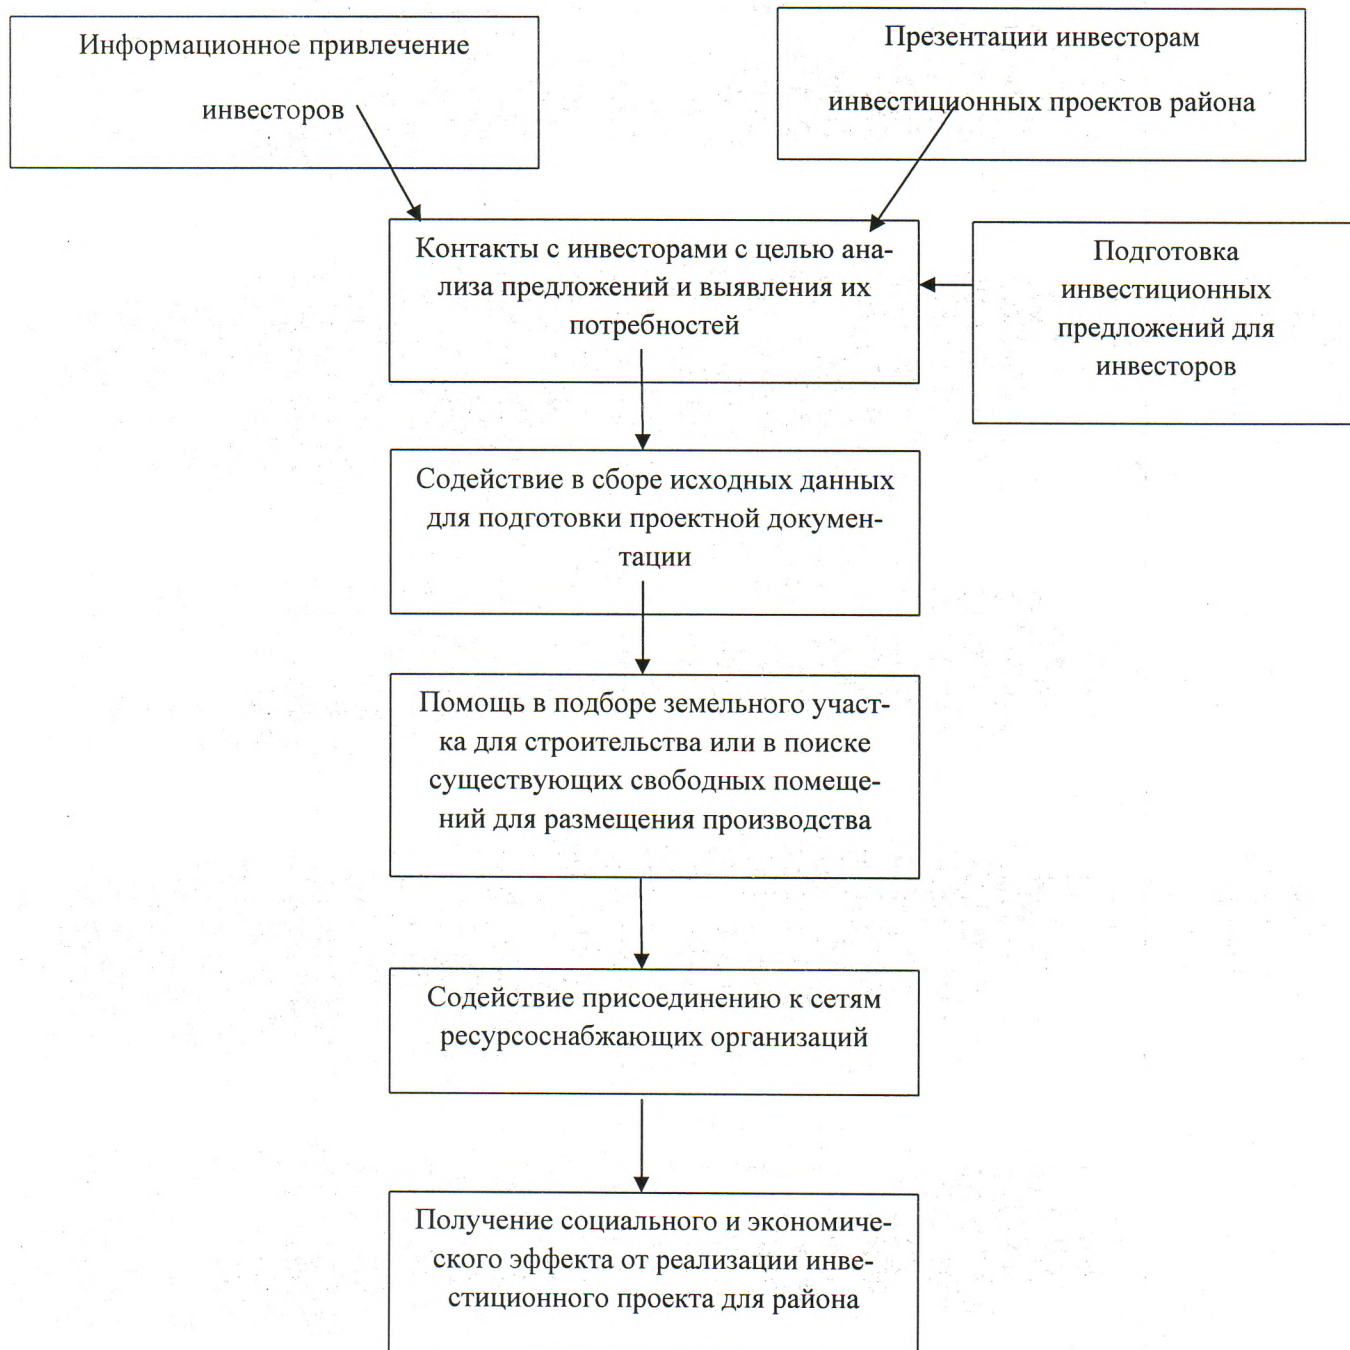 Информационное привлечение
инвесторов
Презентации инвесторам
инвестиционных проектов района
Контакты с инвесторами с целью ана-
лиза предложений и выявления их
потребностей
Подготовка
инвестиционных
предложений для
инвесторов
Содействие в сборе исходных данных
для подготовки проектной докумен-
тации
Помощь в подборе земельного участ-
ка для строительства или в поиске
существующих свободных помеще-
ний для размещения производства
Содействие присоединению к сетям
ресурсоснабжающих организаций
Получение социального и экономиче-
ского эффекта от реализации инве-
стиционного проекта для района